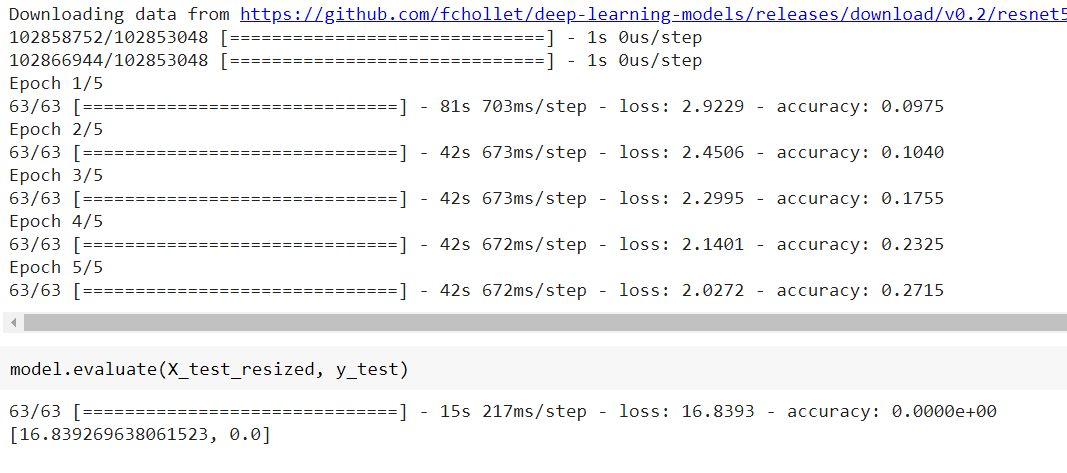 Downloading data from https://github.com/fchollet/deep-learning-models/releases/download/v0.2/resnet5
102858752/102853048 [==============================] - 1s 0us/step
102866944/102853048 [==============================] - 1s 0us/step
Epoch 1/5
63/63 [==============================] - 81s 703ms/step - loss: 2.9229 - accuracy: 0.0975
Epoch 2/5
63/63 [==============================] - 42s 673ms/step - loss: 2.4506 - accuracy: 0.1040
Epoch 3/5
63/63 [==============================] - 42s 673ms/step - loss: 2.2995 - accuracy: 0.1755
Epoch 4/5
63/63 [==============================] - 42s 672ms/step - loss: 2.1401 - accuracy: 0.2325
Epoch 5/5
63/63 [==============================] - 42s 672ms/step - loss: 2.0272 - accuracy: 0.2715
model.evaluate(X_test_resized, y_test)
63/63 [==============================] - 15s 217ms/step - loss: 16.8393 - accuracy: 0.0000e+00
[16.839269638061523, 0.0]